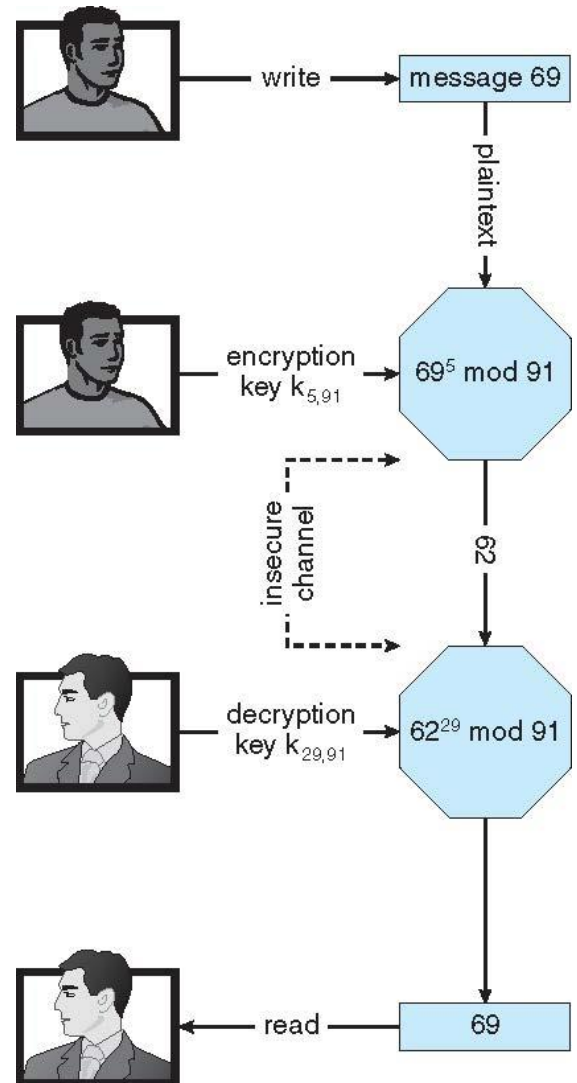 write
message 69
plaintext
encryption
key k₅,₉₁
69⁵ mod 91
insecure
channel
62
decryption
key k₂₉,₉₁
62²⁹ mod 91
read
69